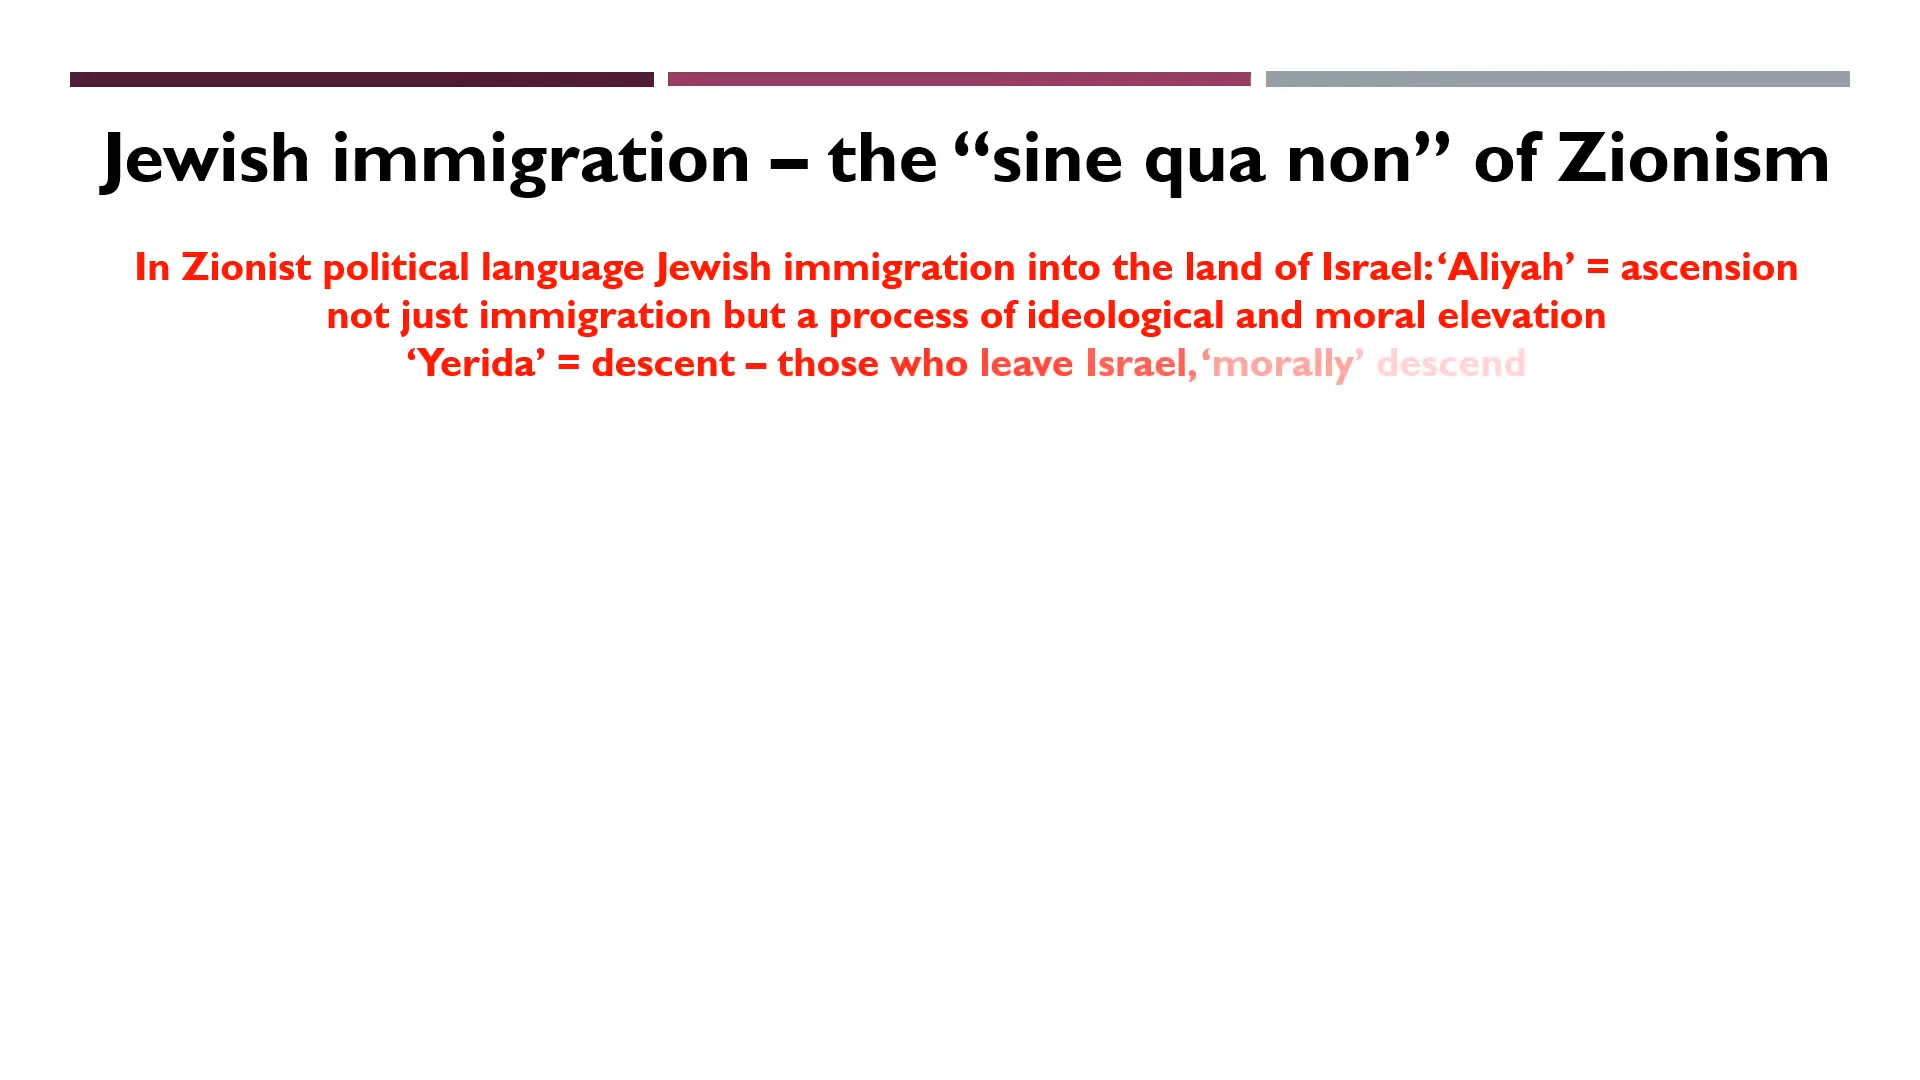 Jewish immigration – the “sine qua non” of Zionism
In Zionist political language Jewish immigration into the land of Israel: ‘Aliyah’ = ascension
not just immigration but a process of ideological and moral elevation
‘Yerida’ = descent – those who leave Israel, ‘morally’ descend